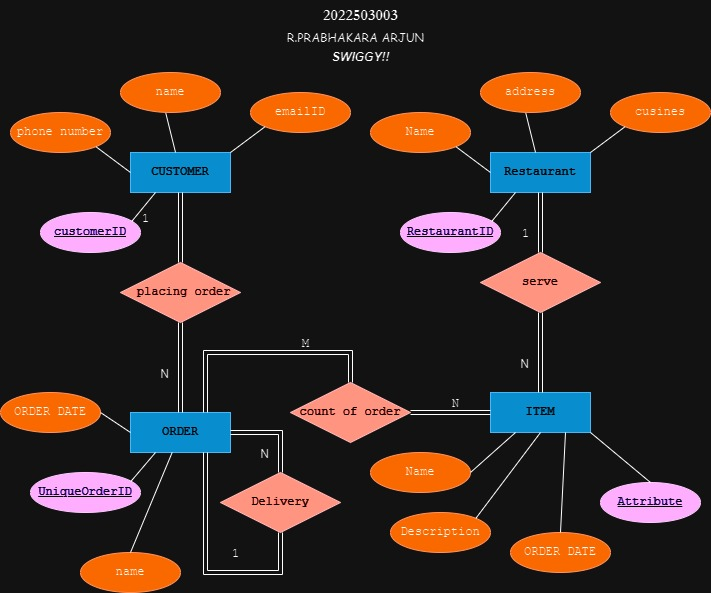 2022503003
R.PRABHAKARA ARJUN
SWIGGY!!
name
address
phone number
emailID
Name
cusines
CUSTOMER
Restaurant
customerID
1
RestaurantID
1
placing order
serve
M
N
N
ORDER DATE
ORDER
count of order
N
ITEM
N
Name
UniqueOrderID
Delivery
Attribute
Description
1
ORDER DATE
name